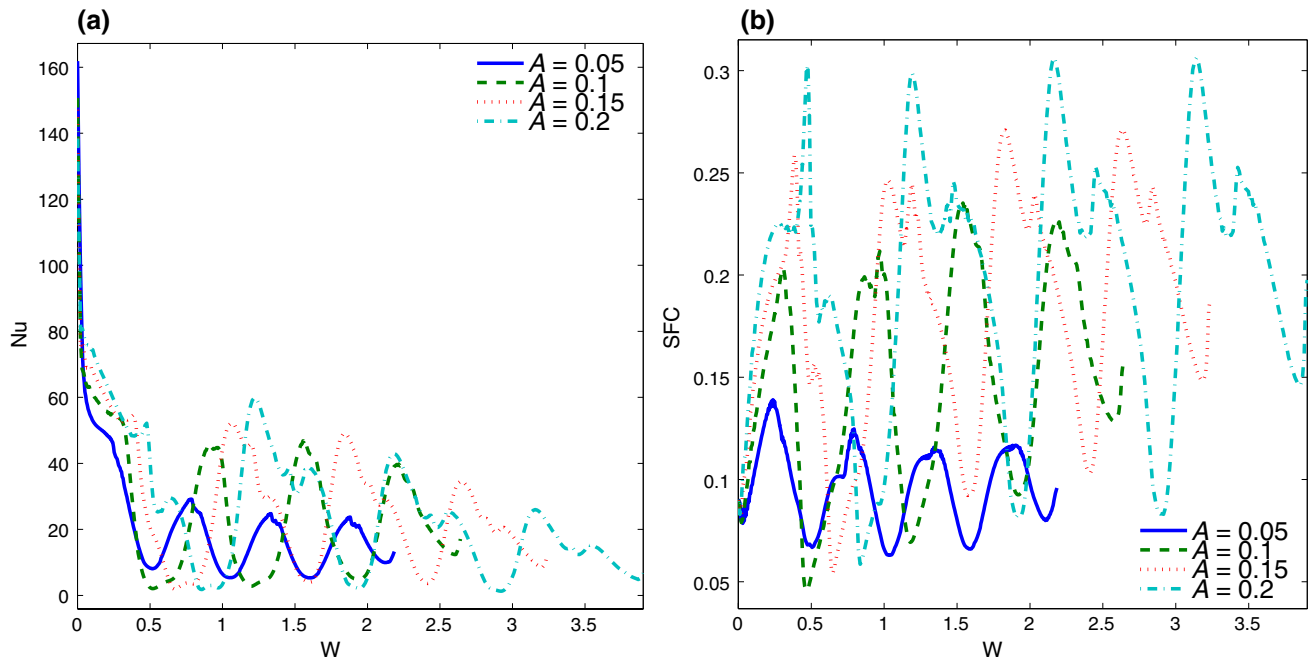 (a)
160
140
120
100
80
60
40
20
0
Nu
0 0.5 1 1.5 2 2.5 3 3.5
W
A = 0.05
A = 0.1
A = 0.15
A = 0.2
(b)
0.3
0.25
0.2
0.15
0.1
0.05
SFC
0 0.5 1 1.5 2 2.5 3 3.5
W
A = 0.05
A = 0.1
A = 0.15
A = 0.2